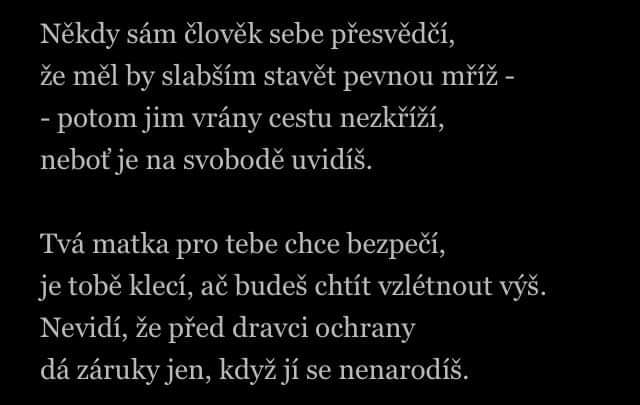 Někdy sám člověk sebe přesvědčí,
že měl by slabším stavět pevnou mříž -
- potom jim vrány cestu nezkříží,
neboť je na svobodě uvidíš.

Tvá matka pro tebe chce bezpečí,
je tobě klecí, ač budeš chtít vzlétnout výš.
Nevidí, že před dravci ochrany
dá záruky jen, když jí se nenarodíš.